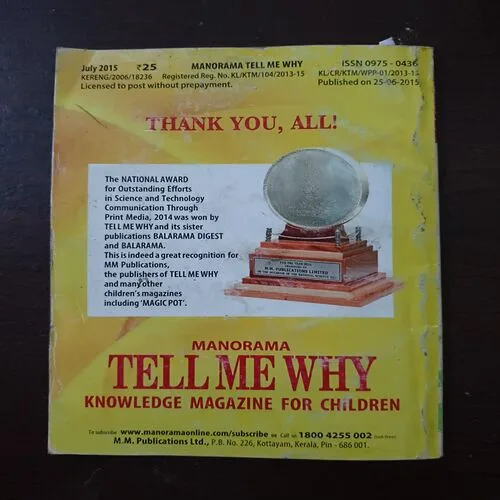 July 2015 ₹25 MANORAMA TELL ME WHY ISSN 0975 - 0436
KERENG/2006/18236 Registered Reg. No. KL/KTM/104/2013-15 KL/CR/KTM/WPP-01/2013-15
Licensed to post without prepayment. Published on 25-06-2015
THANK YOU, ALL!
The NATIONAL AWARD
for Outstanding Efforts
in Science and Technology
Communication Through
Print Media, 2014 was won by
TELL ME WHY and its sister
publications BALARAMA DIGEST
and BALARAMA.
This is indeed a great recognition for
MM Publications,
the publishers of TELL ME WHY
and many other
children's magazines
including 'MAGIC POT'.
FOR THE YEAR 2014
M.M. PUBLICATIONS LIMITED
MANORAMA
TELL ME WHY
KNOWLEDGE MAGAZINE FOR CHILDREN
To subscribe www.manoramaonline.com/subscribe or Call us 1800 4255 002 (toll-free)
M.M. Publications Ltd., P.B. No. 226, Kottayam, Kerala, Pin - 686 001.